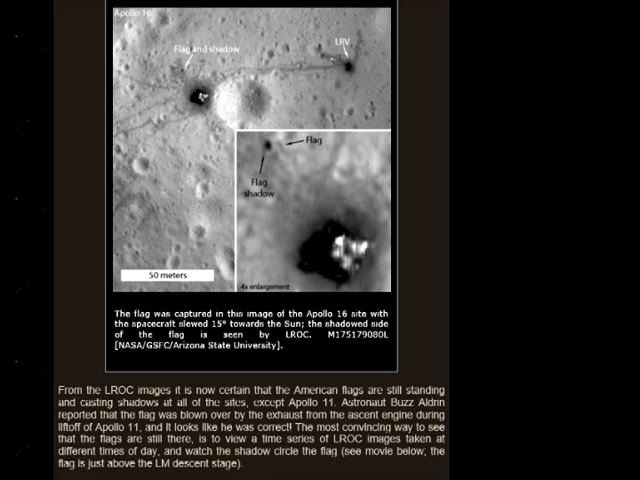 Apollo 16
Flag and shadow
LRV
Flag
Flag
shadow
50 meters
4x enlargement
The flag was captured in this image of the Apollo 16 site with
the spacecraft slewed 15° towards the Sun; the shadowed side
of the flag is seen by LROC. M175179080L
[NASA/GSFC/Arizona State University].
From the LROC images it is now certain that the American flags are still standing
and casting shadows at all of the sites, except Apollo 11. Astronaut Buzz Aldrin
reported that the flag was blown over by the exhaust from the ascent engine during
liftoff of Apollo 11, and it looks like he was correct! The most convincing way to see
that the flags are still there, is to view a time series of LROC images taken at
different times of day, and watch the shadow circle the flag (see movie below; the
flag is just above the LM descent stage).